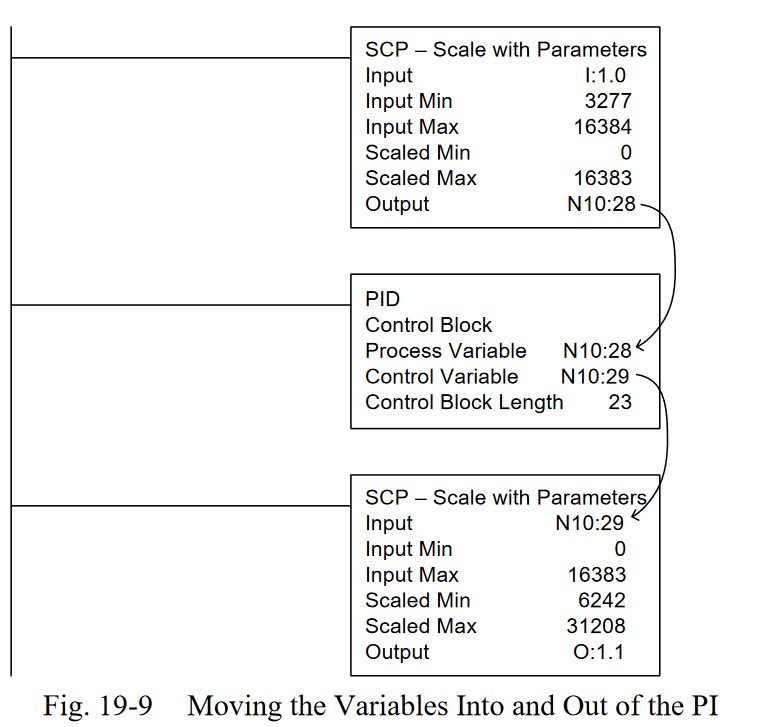 SCP – Scale with Parameters
Input I:1.0
Input Min 3277
Input Max 16384
Scaled Min 0
Scaled Max 16383
Output N10:28
PID
Control Block
Process Variable N10:28
Control Variable N10:29
Control Block Length 23
SCP – Scale with Parameters
Input N10:29
Input Min 0
Input Max 16383
Scaled Min 6242
Scaled Max 31208
Output O:1.1
Fig. 19-9 Moving the Variables Into and Out of the PI